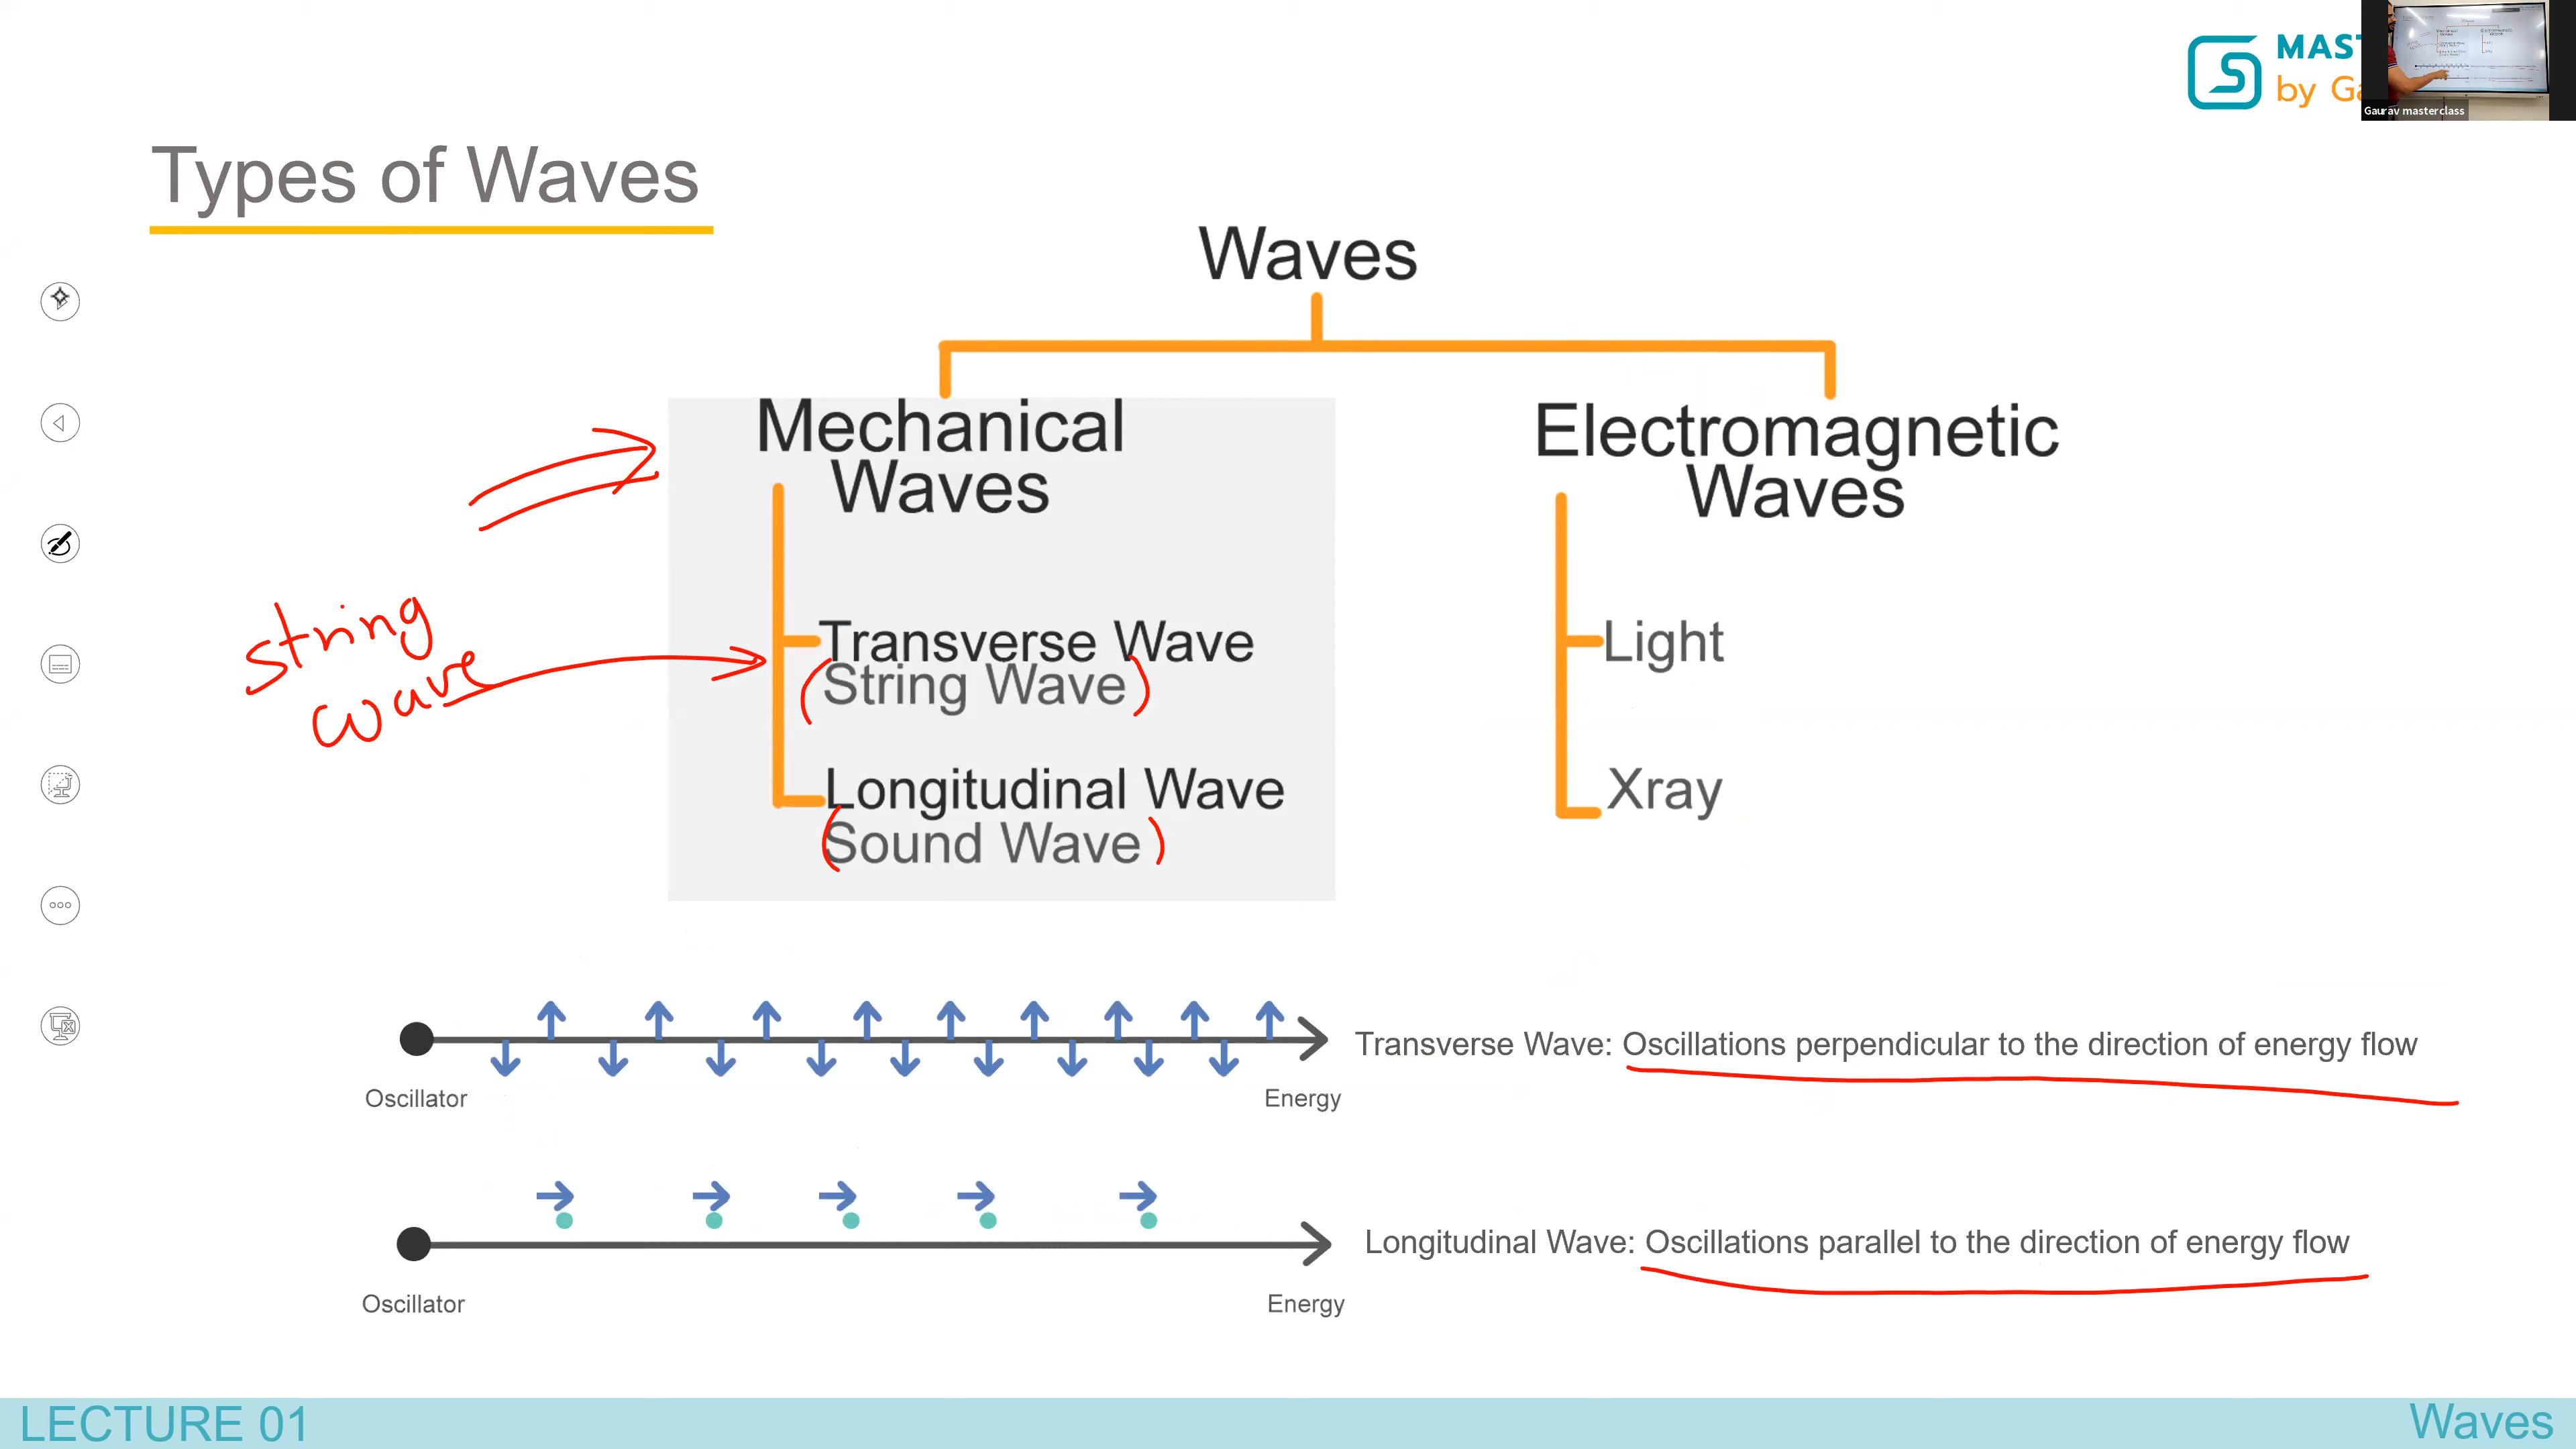 MAST
by Ga
Gaurav masterclass
Types of Waves
Waves
Mechanical
Waves
Electromagnetic
Waves
string
wave
Transverse Wave
(String Wave)
Longitudinal Wave
(Sound Wave)
Light
Xray
Transverse Wave: Oscillations perpendicular to the direction of energy flow
Oscillator
Energy
Longitudinal Wave: Oscillations parallel to the direction of energy flow
Oscillator
Energy
LECTURE 01
Waves